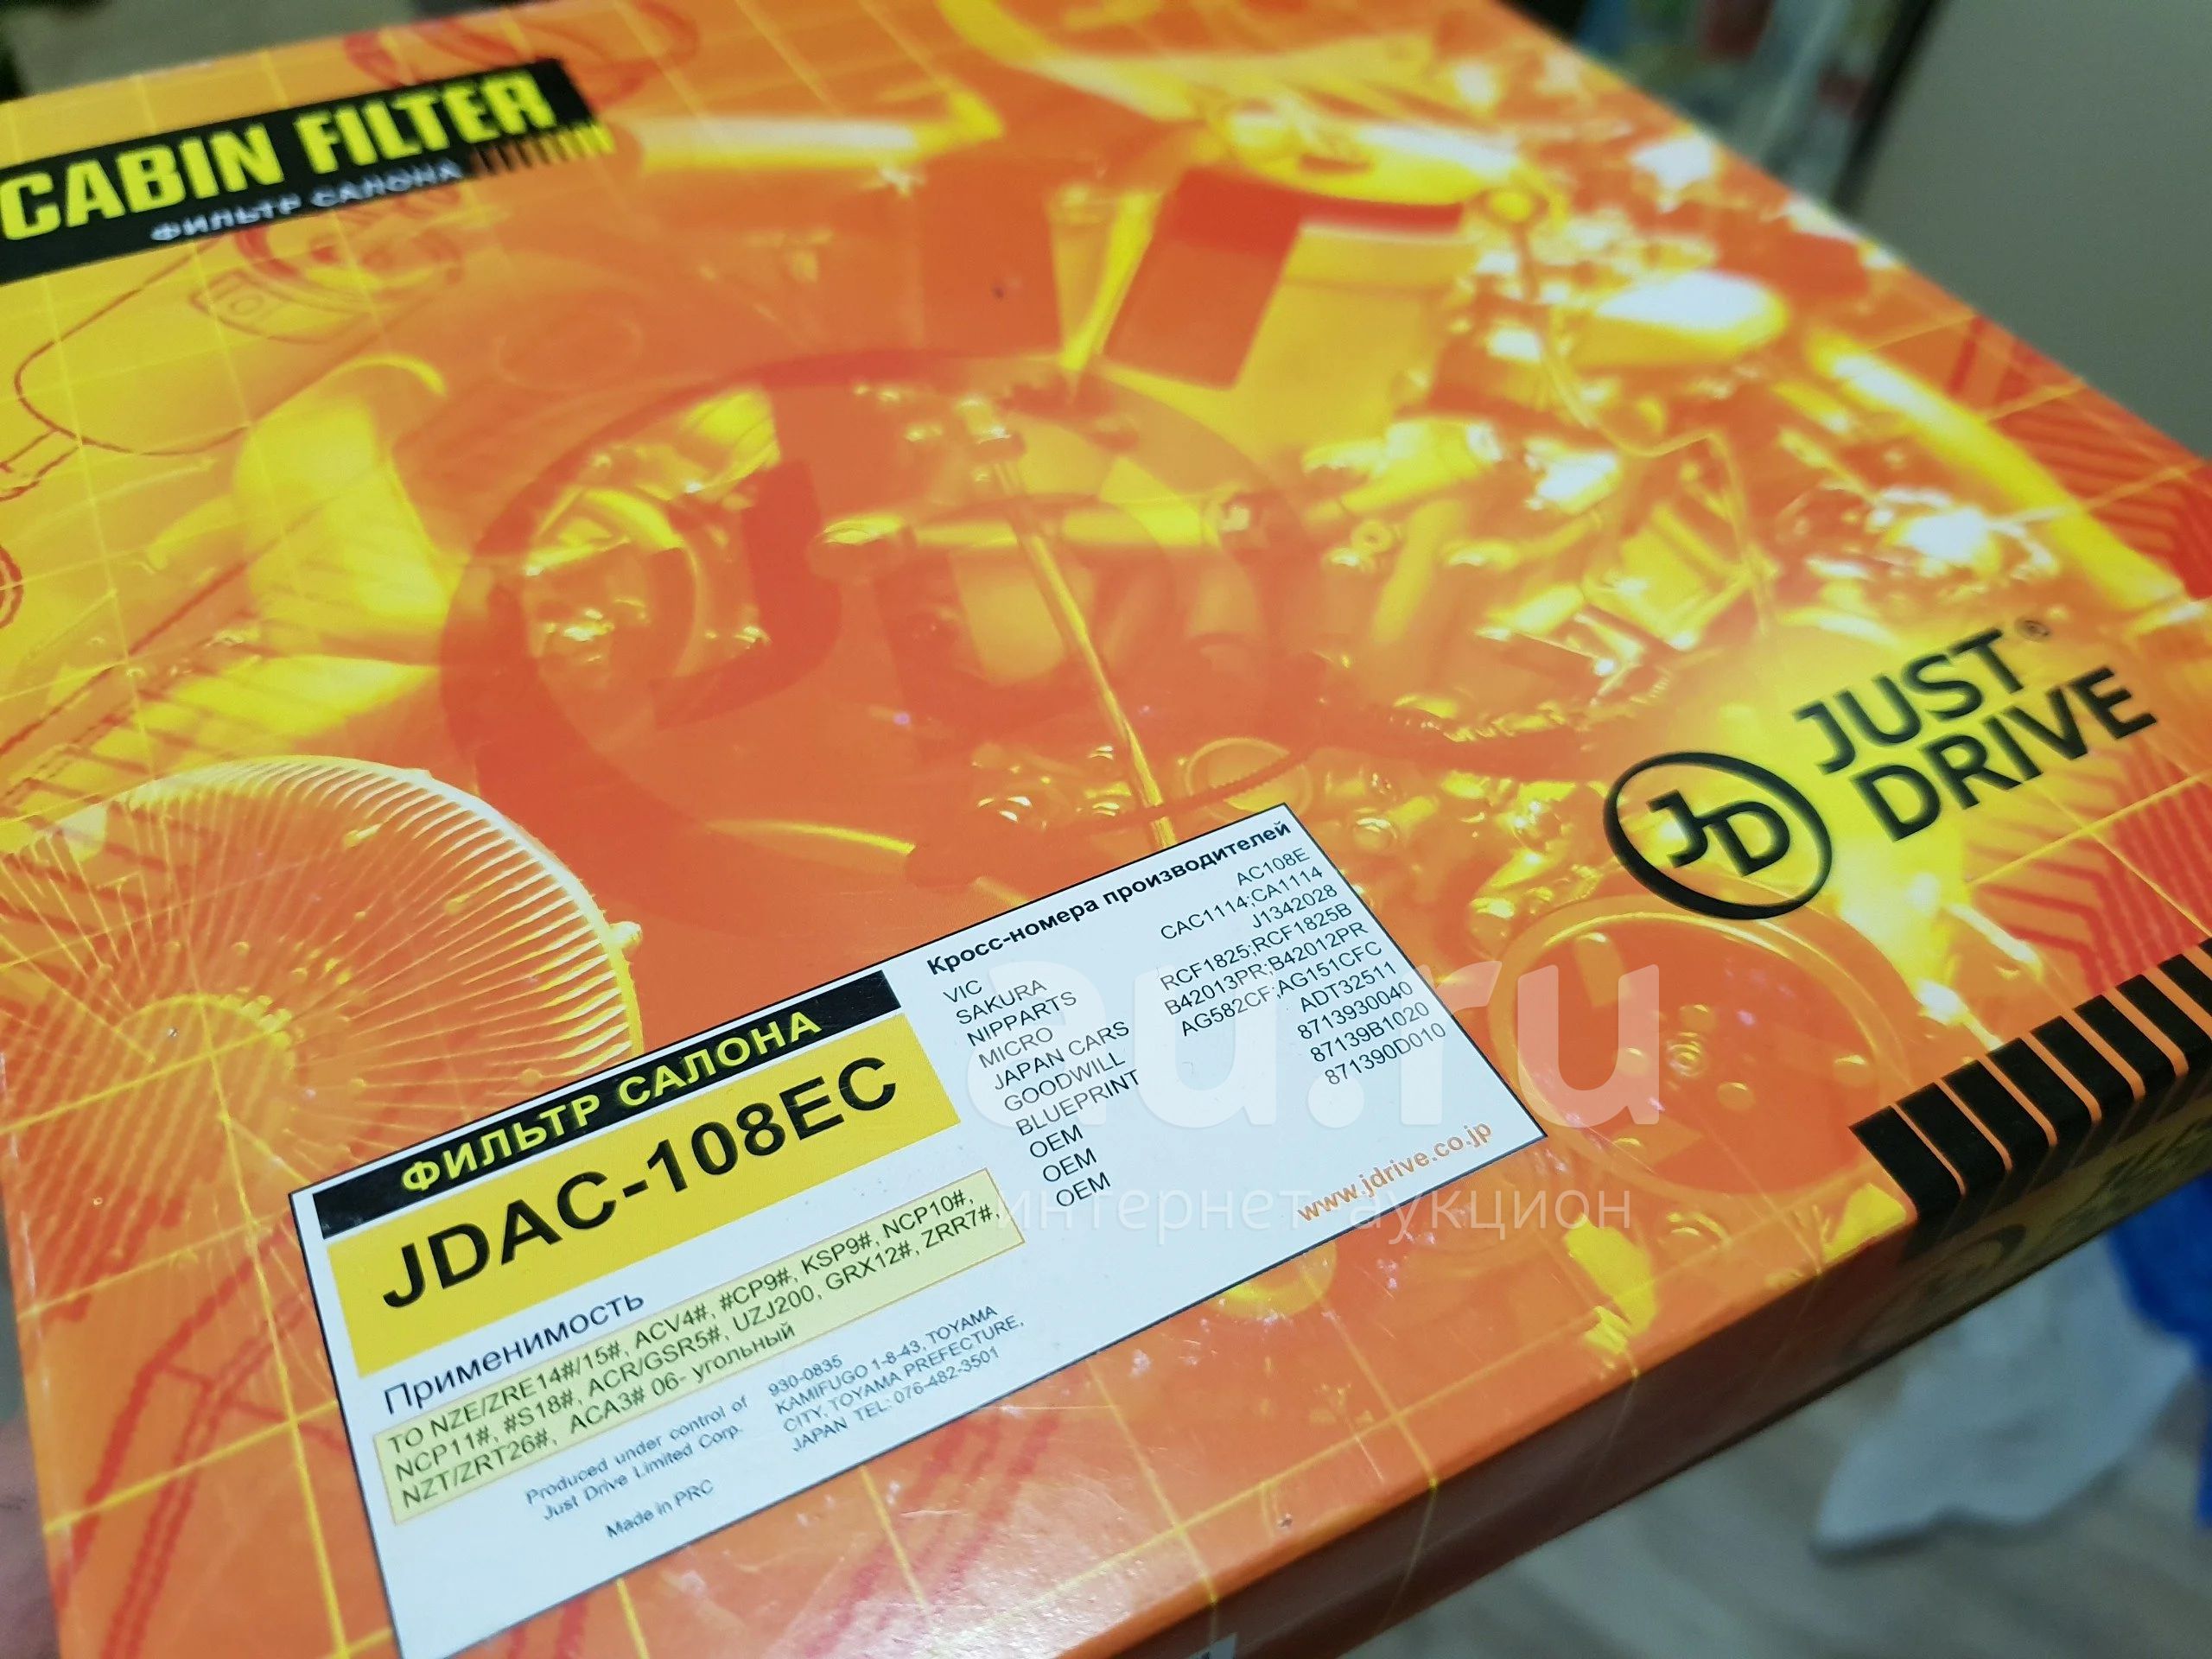 CABIN FILTER
ФИЛЬТР САЛОНА
JUST®
DRIVE
JD
ФИЛЬТР САЛОНА
JDAC-108EC
Применимость
TO NZE/ZRE14#/15#, ACV4#, #CP9#, KSP9#, NCP10#,
NCP11#, #S18#, ACR/GSR5#, UZJ200, GRX12#, ZRR7#,
NZT/ZRT26#, ACA3# 06- угольный
Produced under control of
Just Drive Limited Corp.
Made in PRC
930-0835
KAMIFUGO 1-8-43, TOYAMA
CITY, TOYAMA PREFECTURE,
JAPAN TEL: 076-482-3501
Кросс-номера производителей
VIC AC108E
SAKURA CAC1114;CA1114
NIPPARTS J1342028
MICRO RCF1825;RCF1825B
JAPAN CARS B42013PR;B42012PR
GOODWILL AG582CF;AG151CFC
BLUEPRINT ADT32511
OEM 8713930040
OEM 87139B1020
OEM 871390D010
www.jdrive.co.jp
au.ru
интернет-аукцион